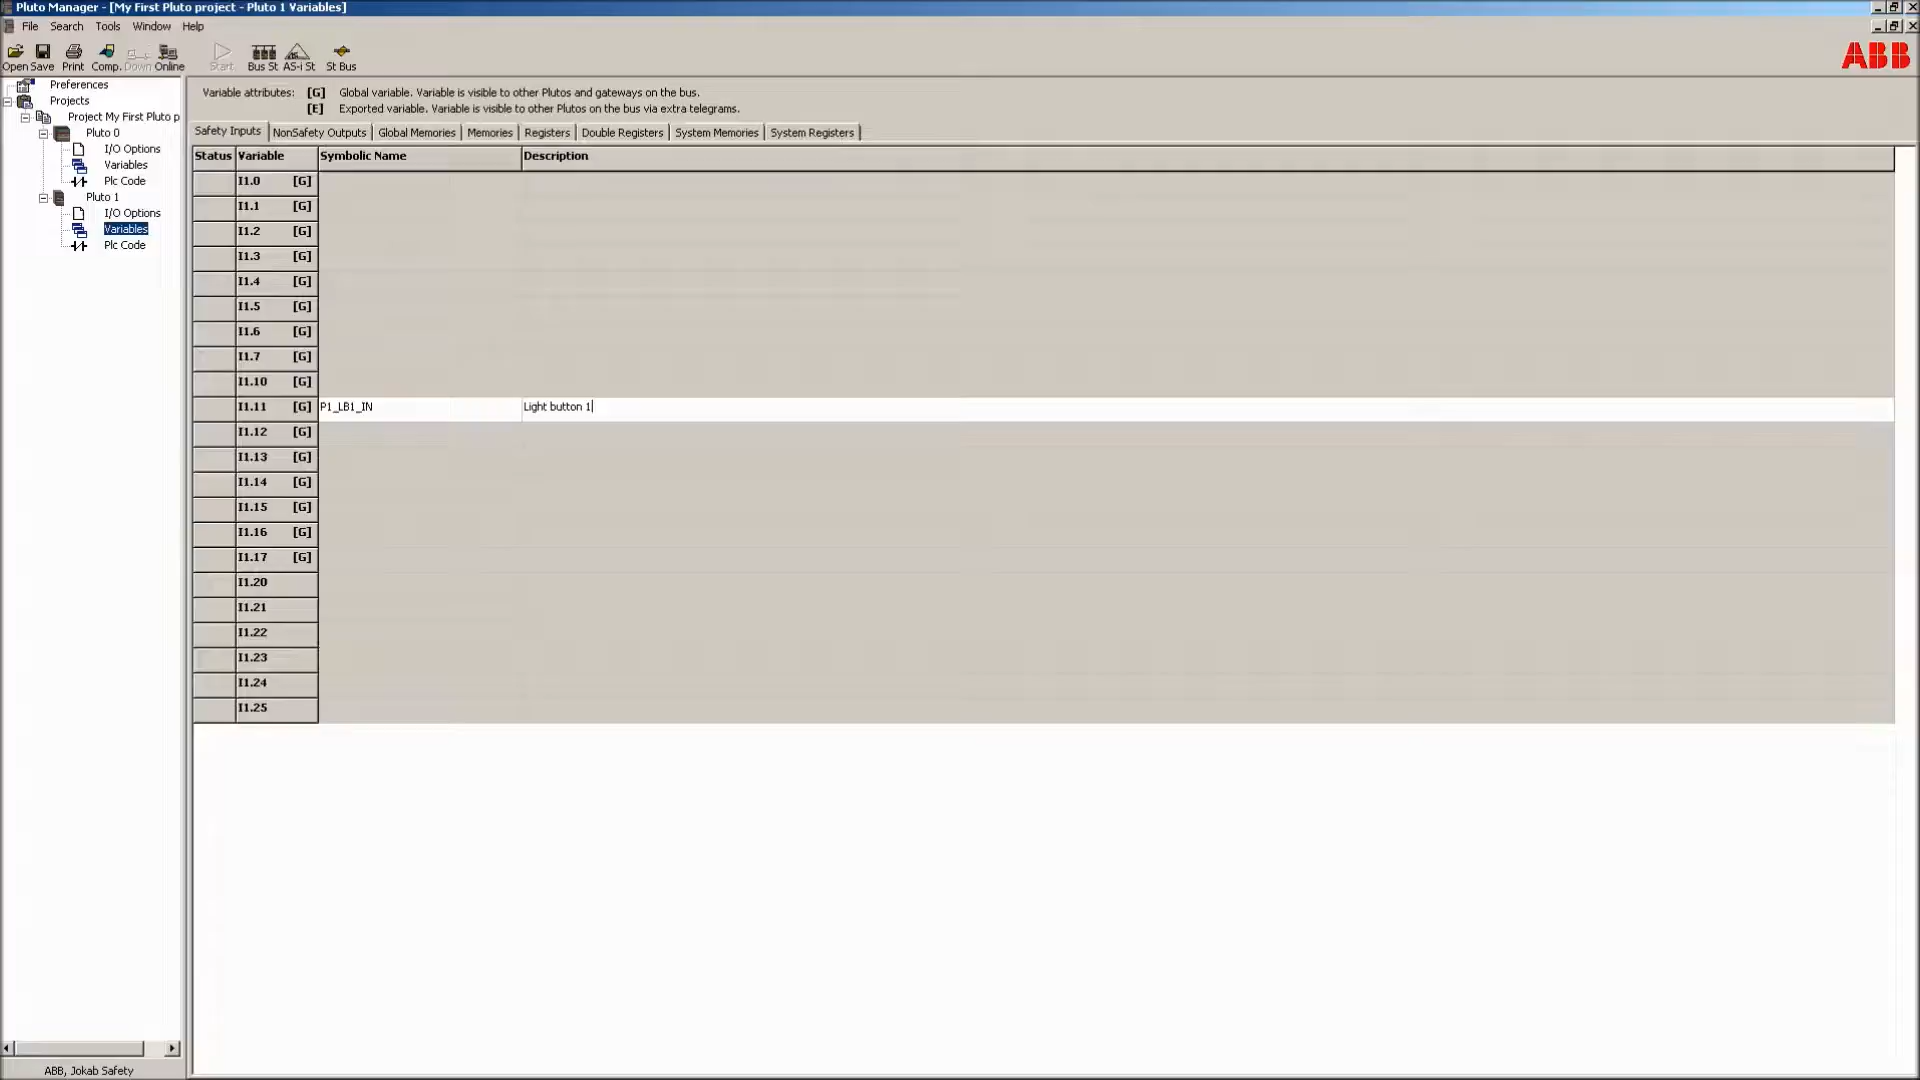 Pluto Manager - [My First Pluto project - Pluto 1 Variables]
File Search Tools Window Help
Open Save Print Comp. Down Online Start Bus St AS-i St St Bus
ABB
Preferences
Projects
Project My First Pluto p
Pluto 0
I/O Options
Variables
Plc Code
Pluto 1
I/O Options
Variables
Plc Code
Variable attributes: [G] Global variable. Variable is visible to other Plutos and gateways on the bus.
[E] Exported variable. Variable is visible to other Plutos on the bus via extra telegrams.
Safety Inputs NonSafety Outputs Global Memories Memories Registers Double Registers System Memories System Registers
Status Variable Symbolic Name Description
I1.0 [G]
I1.1 [G]
I1.2 [G]
I1.3 [G]
I1.4 [G]
I1.5 [G]
I1.6 [G]
I1.7 [G]
I1.10 [G]
I1.11 [G] P1_LB1_IN Light button 1
I1.12 [G]
I1.13 [G]
I1.14 [G]
I1.15 [G]
I1.16 [G]
I1.17 [G]
I1.20
I1.21
I1.22
I1.23
I1.24
I1.25
ABB, Jokab Safety